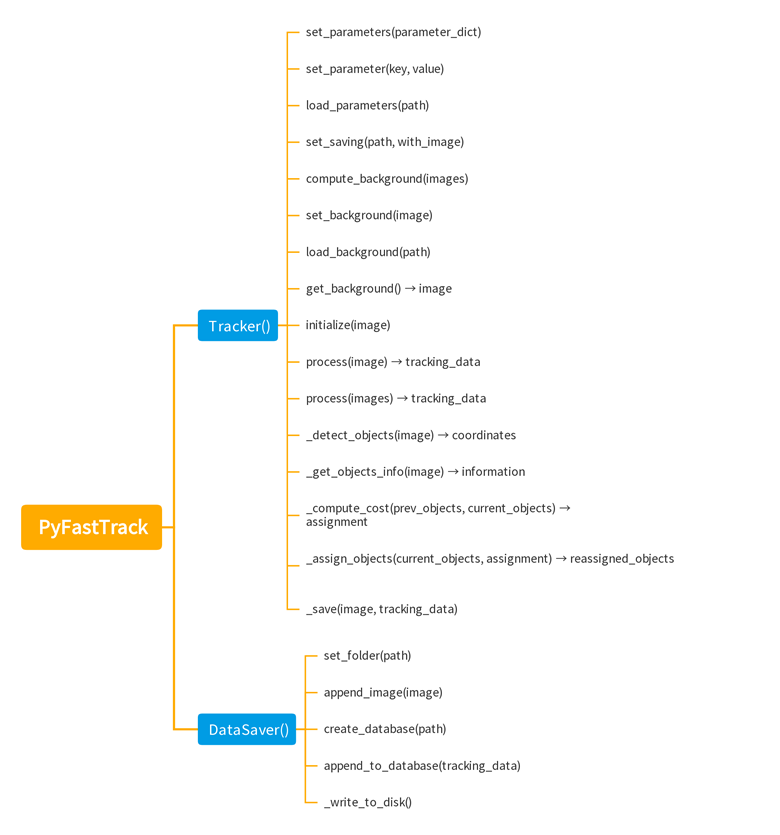 set_parameters(parameter_dict)
set_parameter(key, value)
load_parameters(path)
set_saving(path, with_image)
compute_background(images)
set_background(image)
load_background(path)
get_background() → image
Tracker()
initialize(image)
process(image) → tracking_data
process(images) → tracking_data
_detect_objects(image) → coordinates
_get_objects_info(image) → information
_compute_cost(prev_objects, current_objects) →
assignment
PyFastTrack
_assign_objects(current_objects, assignment) → reassigned_objects
_save(image, tracking_data)
set_folder(path)
append_image(image)
DataSaver()
create_database(path)
append_to_database(tracking_data)
_write_to_disk()